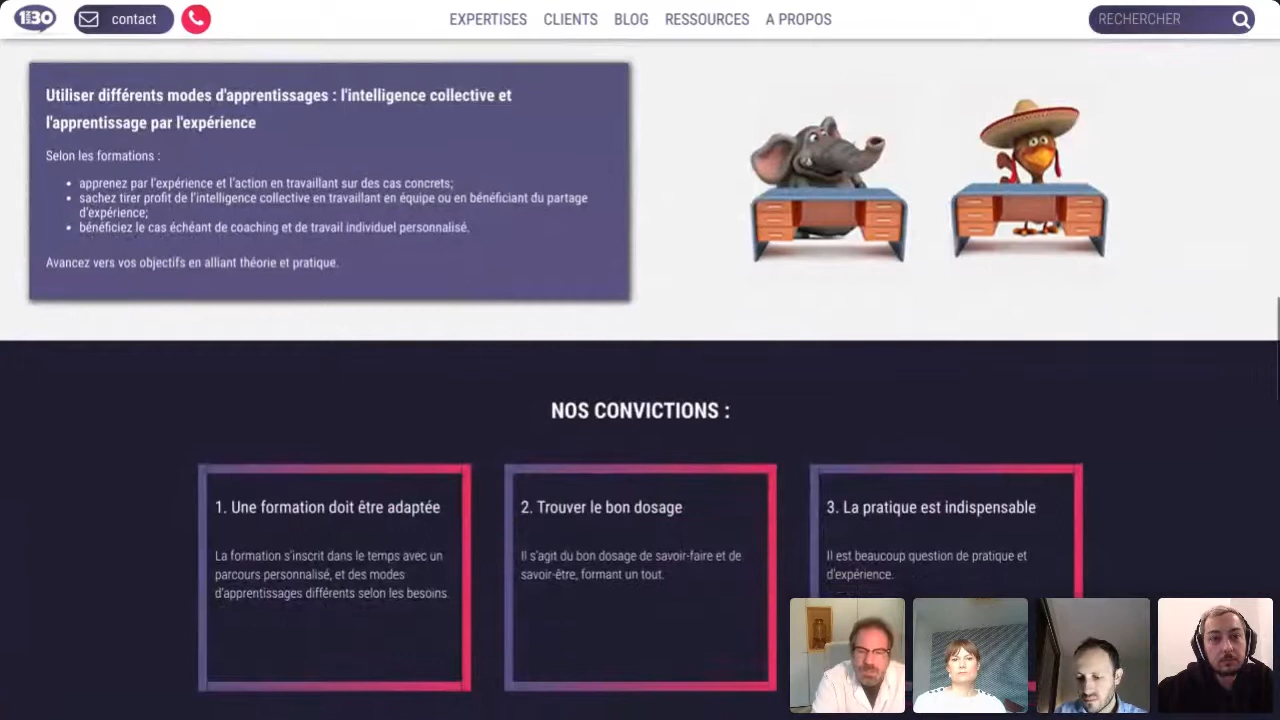 1min30
contact
EXPERTISES CLIENTS BLOG RESSOURCES A PROPOS
RECHERCHER
Utiliser différents modes d'apprentissages : l'intelligence collective et
l'apprentissage par l'expérience
Selon les formations :
• apprenez par l'expérience et l'action en travaillant sur des cas concrets;
• sachez tirer profit de l'intelligence collective en travaillant en équipe ou en bénéficiant du partage
d'expérience;
• bénéficiez le cas échéant de coaching et de travail individuel personnalisé.
Avancez vers vos objectifs en alliant théorie et pratique.
NOS CONVICTIONS :
1. Une formation doit être adaptée
La formation s'inscrit dans le temps avec un
parcours personnalisé, et des modes
d'apprentissages différents selon les besoins.
2. Trouver le bon dosage
Il s'agit du bon dosage de savoir-faire et de
savoir-être, formant un tout.
3. La pratique est indispensable
Il est beaucoup question de pratique et
d'expérience.